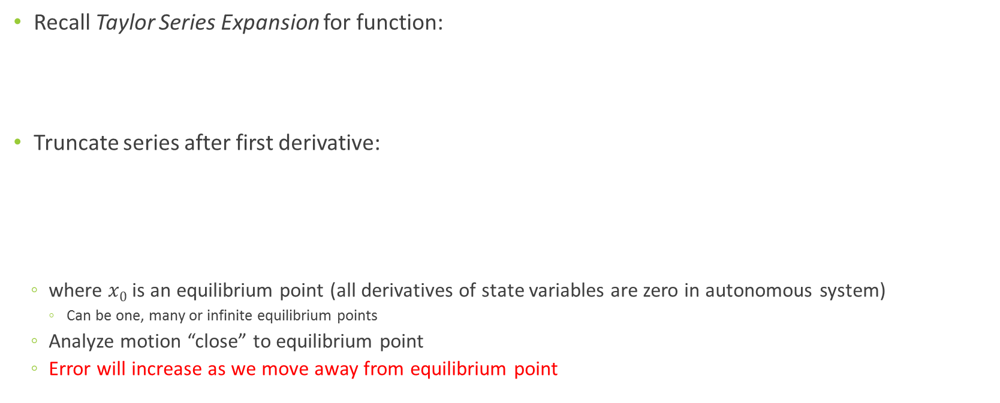 • Recall Taylor Series Expansion for function:
• Truncate series after first derivative:
◦ where 𝑥₀ is an equilibrium point (all derivatives of state variables are zero in autonomous system)
◦ Can be one, many or infinite equilibrium points
◦ Analyze motion “close” to equilibrium point
◦ Error will increase as we move away from equilibrium point